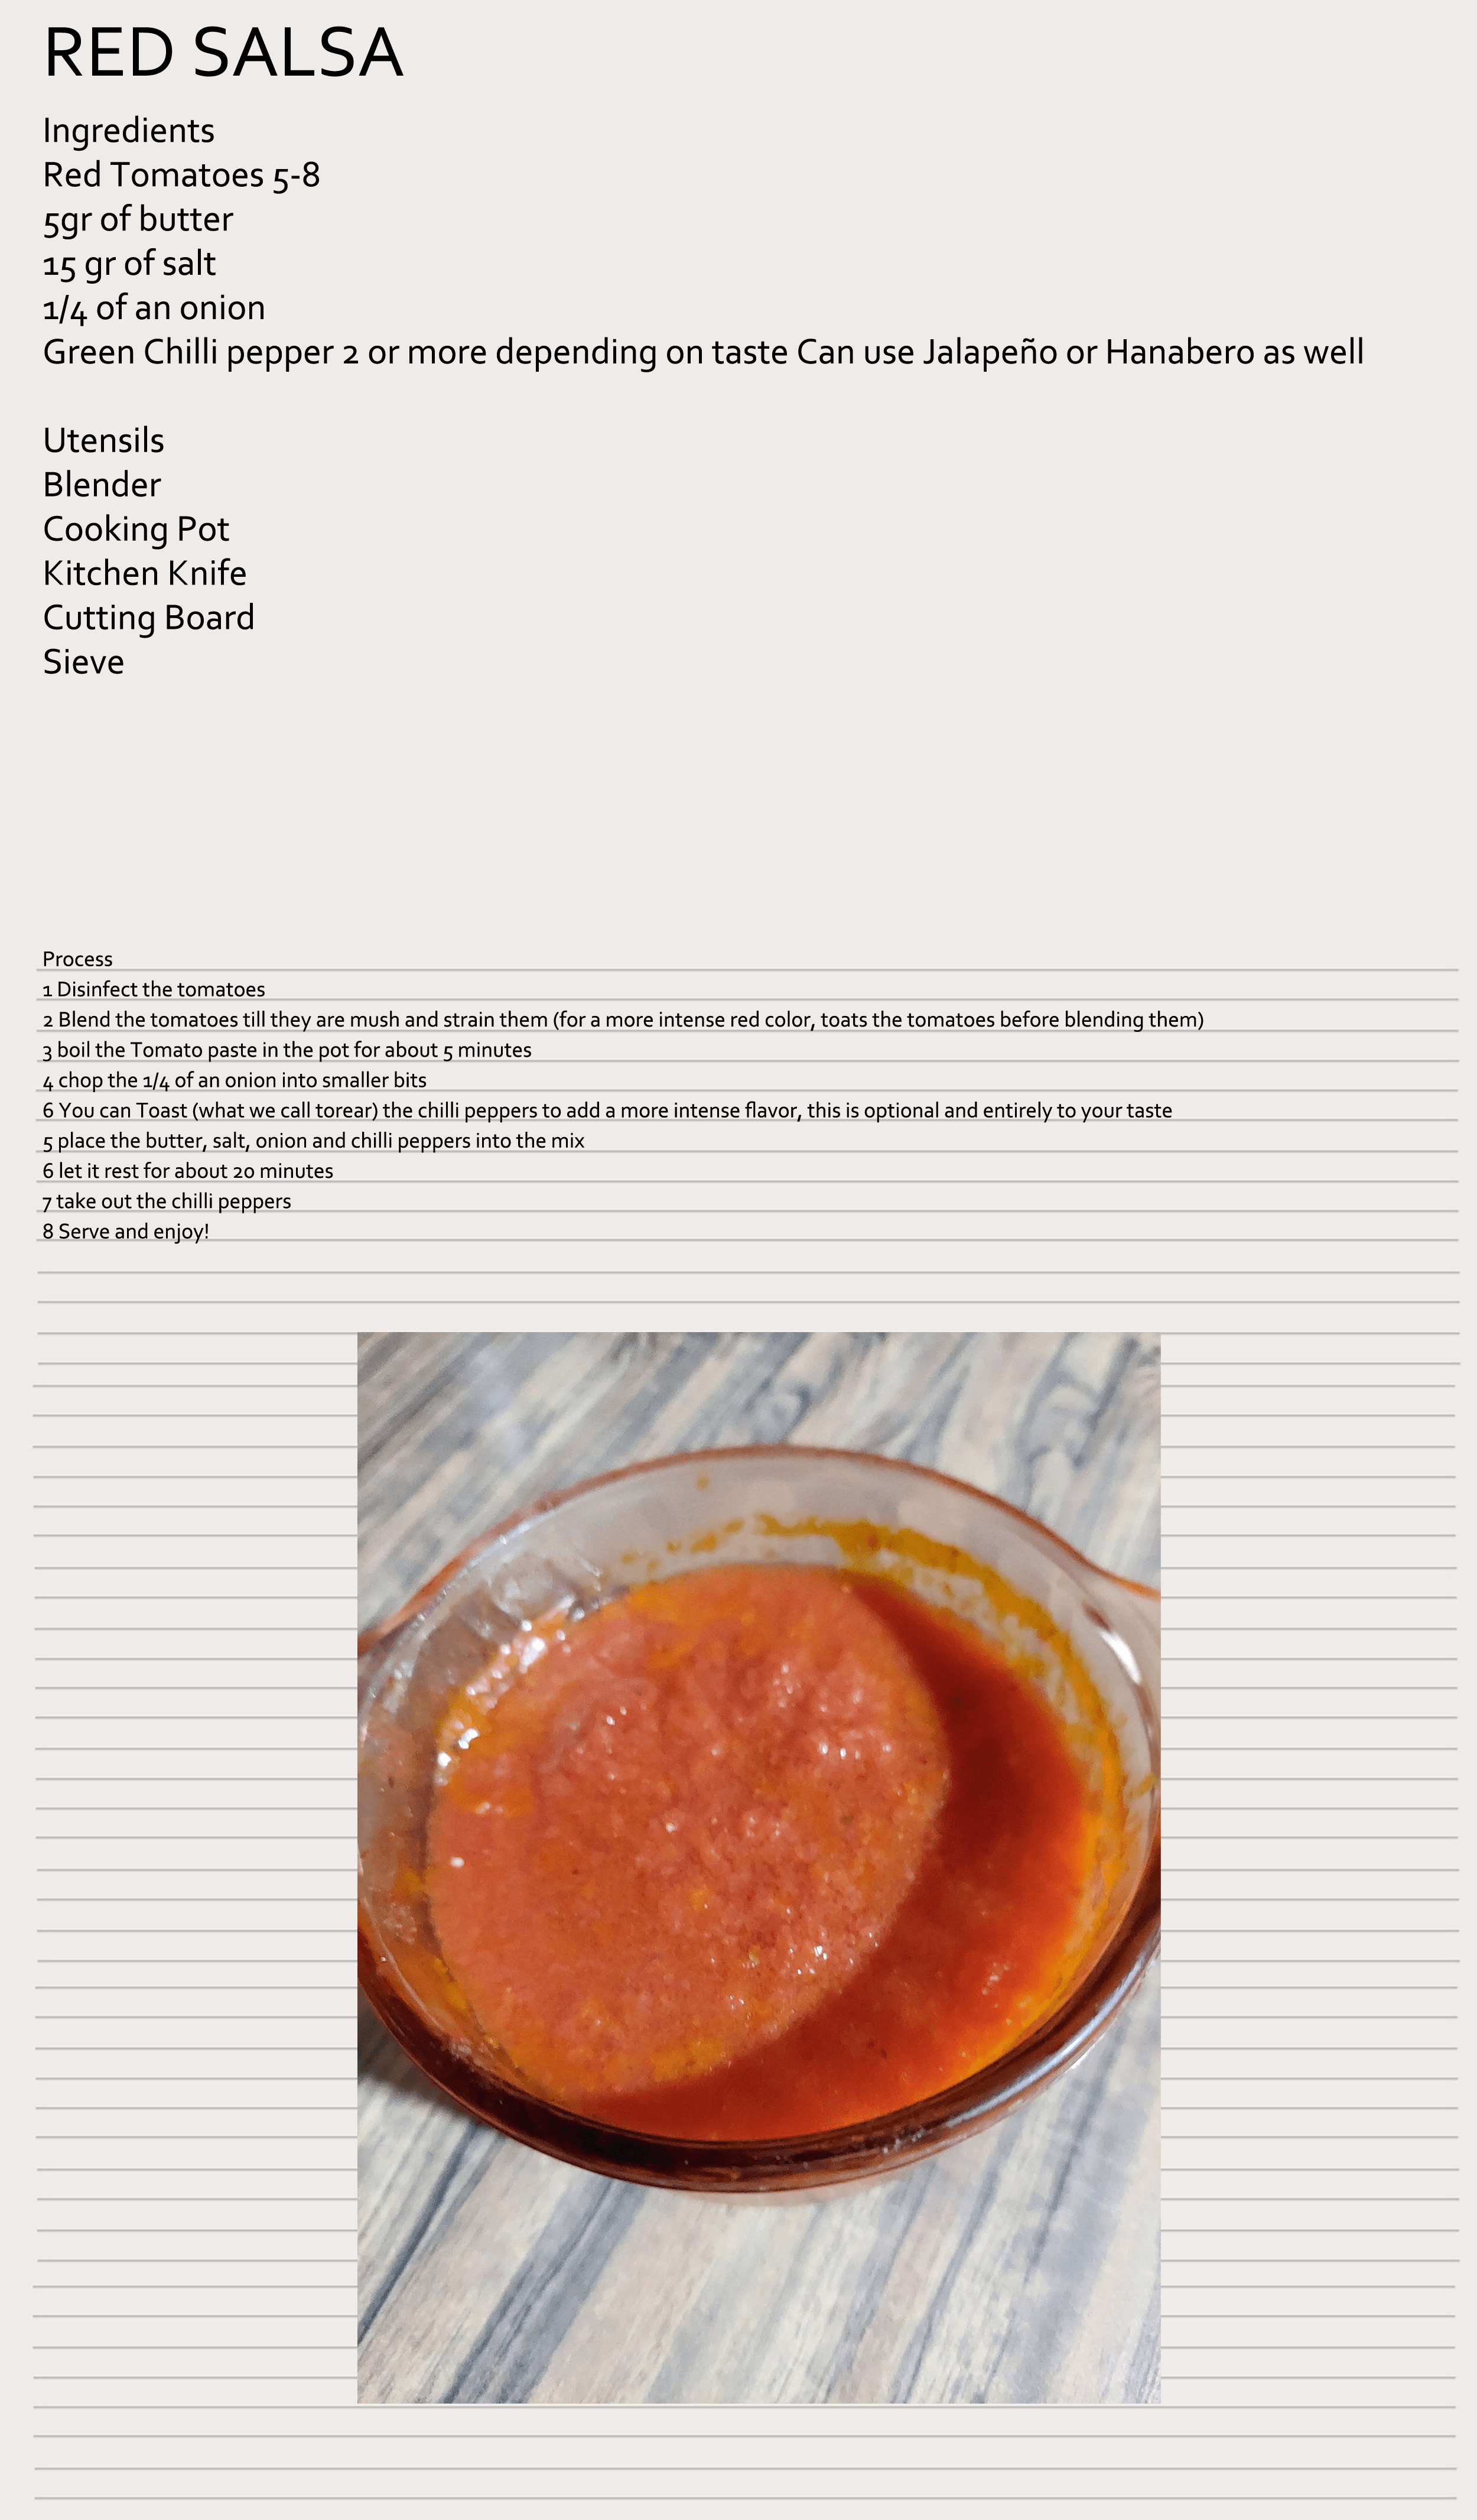 RED SALSA
Ingredients
Red Tomatoes 5-8
5gr of butter
15 gr of salt
1/4 of an onion
Green Chilli pepper 2 or more depending on taste Can use Jalapeño or Hanabero as well
Utensils
Blender
Cooking Pot
Kitchen Knife
Cutting Board
Sieve
Process
1 Disinfect the tomatoes
2 Blend the tomatoes till they are mush and strain them (for a more intense red color, toats the tomatoes before blending them)
3 boil the Tomato paste in the pot for about 5 minutes
4 chop the 1/4 of an onion into smaller bits
6 You can Toast (what we call torear) the chilli peppers to add a more intense flavor, this is optional and entirely to your taste
5 place the butter, salt, onion and chilli peppers into the mix
6 let it rest for about 20 minutes
7 take out the chilli peppers
8 Serve and enjoy!